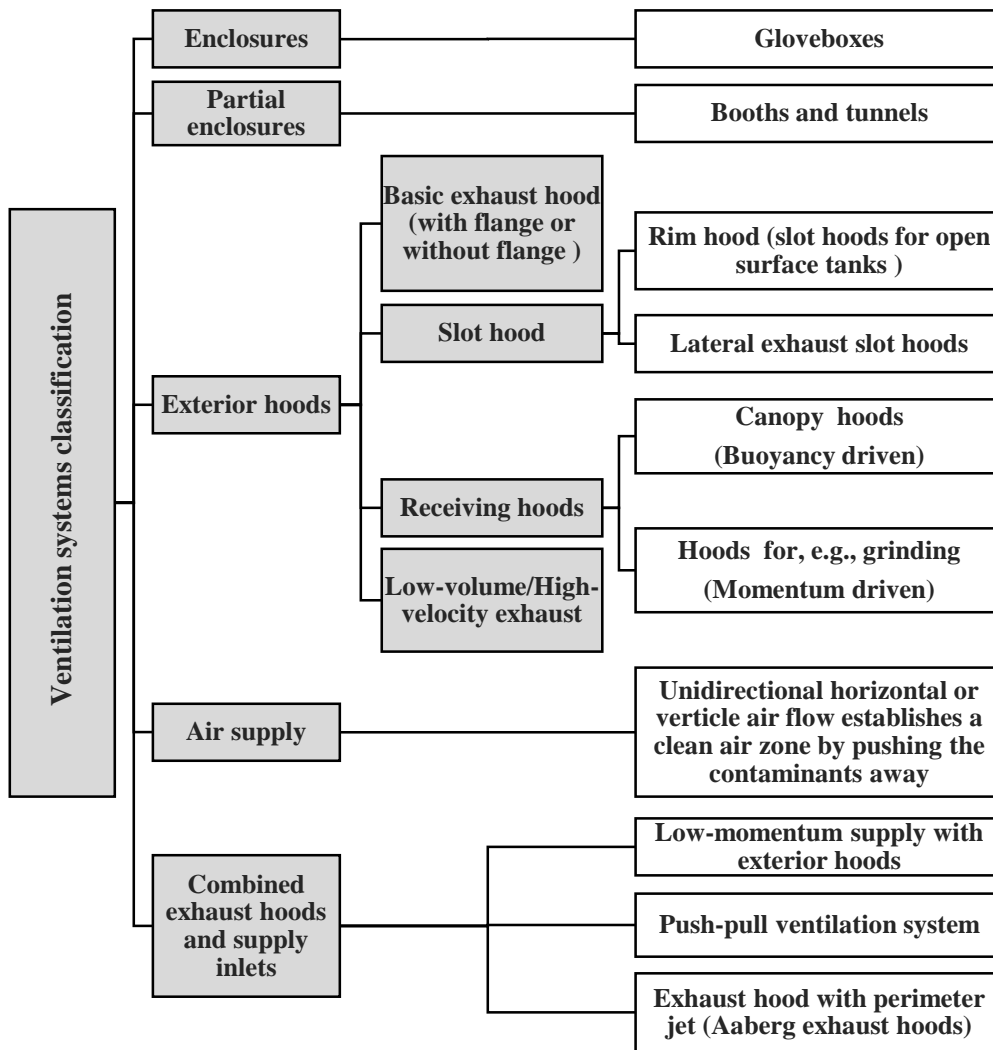 Ventilation systems classification
Enclosures
Gloveboxes
Partial
enclosures
Booths and tunnels
Exterior hoods
Basic exhaust hood
(with flange or
without flange )
Slot hood
Rim hood (slot hoods for open
surface tanks )
Lateral exhaust slot hoods
Receiving hoods
Canopy hoods
(Buoyancy driven)
Hoods for, e.g., grinding
(Momentum driven)
Low-volume/High-
velocity exhaust
Air supply
Unidirectional horizontal or
verticle air flow establishes a
clean air zone by pushing the
contaminants away
Combined
exhaust hoods
and supply
inlets
Low-momentum supply with
exterior hoods
Push-pull ventilation system
Exhaust hood with perimeter
jet (Aaberg exhaust hoods)